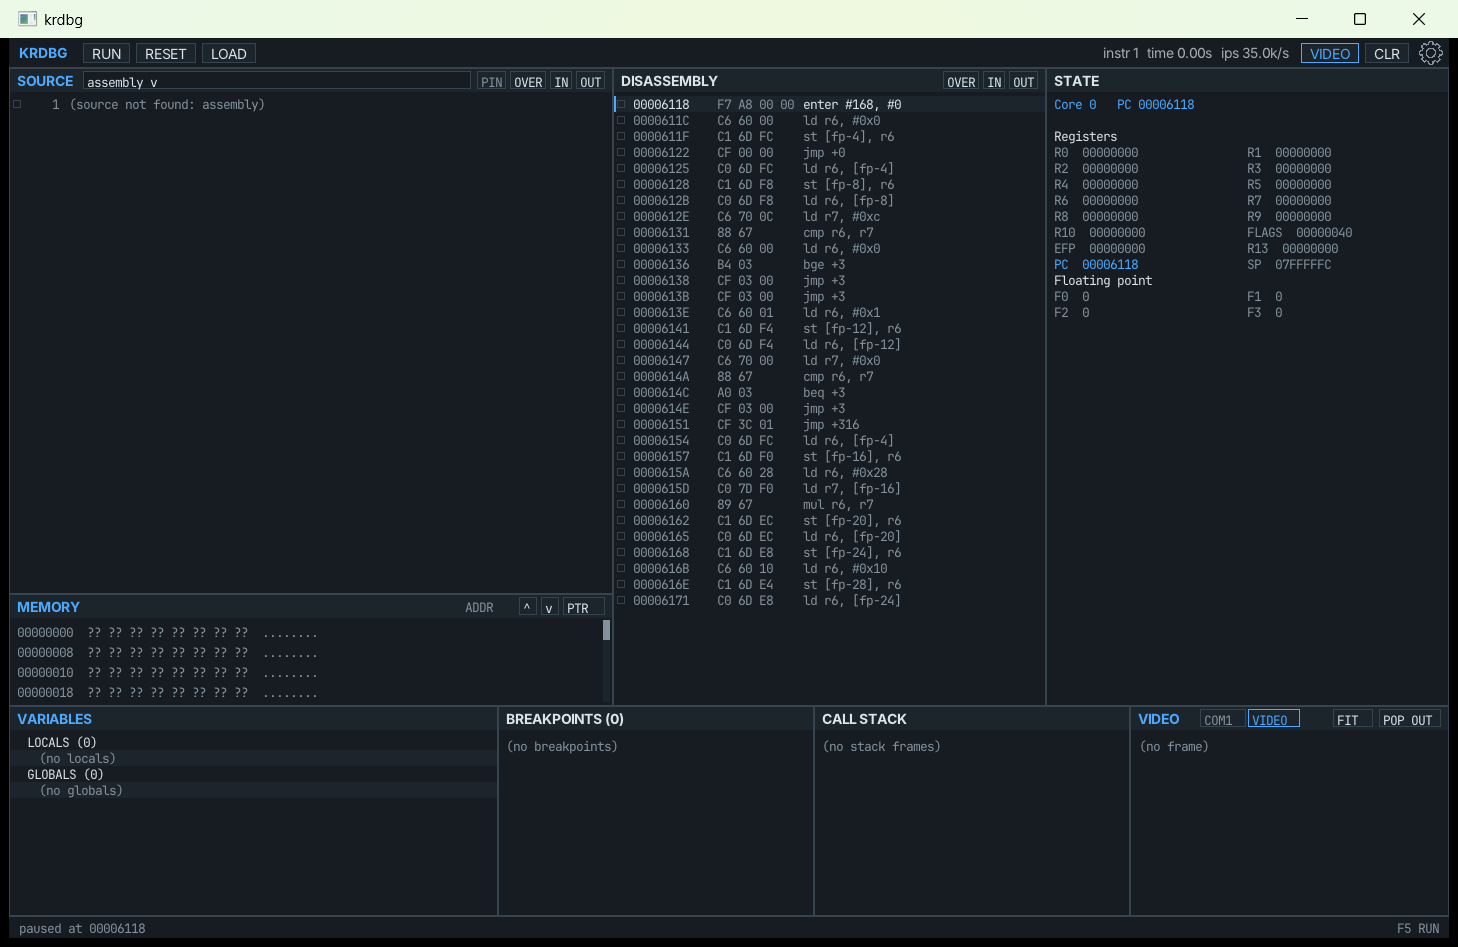 krdbg
KRDBG RUN RESET LOAD instr 1 time 0.00s ips 35.0k/s VIDEO CLR
SOURCE assembly v PIN OVER IN OUT
1 (source not found: assembly)
DISASSEMBLY OVER IN OUT
00006118 F7 A8 00 00 enter #168, #0
0000611C C6 60 00 ld r6, #0x0
0000611F C1 6D FC st [fp-4], r6
00006122 CF 00 00 jmp +0
00006125 C0 6D FC ld r6, [fp-4]
00006128 C1 6D F8 st [fp-8], r6
0000612B C0 6D F8 ld r6, [fp-8]
0000612E C6 70 0C ld r7, #0xc
00006131 88 67 cmp r6, r7
00006133 C6 60 00 ld r6, #0x0
00006136 B4 03 bge +3
00006138 CF 03 00 jmp +3
0000613B CF 03 00 jmp +3
0000613E C6 60 01 ld r6, #0x1
00006141 C1 6D F4 st [fp-12], r6
00006144 C0 6D F4 ld r6, [fp-12]
00006147 C6 70 00 ld r7, #0x0
0000614A 88 67 cmp r6, r7
0000614C A0 03 beq +3
0000614E CF 03 00 jmp +3
00006151 CF 3C 01 jmp +316
00006154 C0 6D FC ld r6, [fp-4]
00006157 C1 6D F0 st [fp-16], r6
0000615A C6 60 28 ld r6, #0x28
0000615D C0 7D F0 ld r7, [fp-16]
00006160 89 67 mul r6, r7
00006162 C1 6D EC st [fp-20], r6
00006165 C0 6D EC ld r6, [fp-20]
00006168 C1 6D E8 st [fp-24], r6
0000616B C6 60 10 ld r6, #0x10
0000616E C1 6D E4 st [fp-28], r6
00006171 C0 6D E8 ld r6, [fp-24]
STATE
Core 0 PC 00006118
Registers
R0 00000000 R1 00000000
R2 00000000 R3 00000000
R4 00000000 R5 00000000
R6 00000000 R7 00000000
R8 00000000 R9 00000000
R10 00000000 FLAGS 00000040
EFP 00000000 R13 00000000
PC 00006118 SP 07FFFFFC
Floating point
F0 0 F1 0
F2 0 F3 0
MEMORY ADDR ^ v PTR
00000000 ?? ?? ?? ?? ?? ?? ?? ?? ........
00000008 ?? ?? ?? ?? ?? ?? ?? ?? ........
00000010 ?? ?? ?? ?? ?? ?? ?? ?? ........
00000018 ?? ?? ?? ?? ?? ?? ?? ?? ........
VARIABLES
LOCALS (0)
(no locals)
GLOBALS (0)
(no globals)
BREAKPOINTS (0)
(no breakpoints)
CALL STACK
(no stack frames)
VIDEO COM1 VIDEO FIT POP OUT
(no frame)
paused at 00006118 F5 RUN